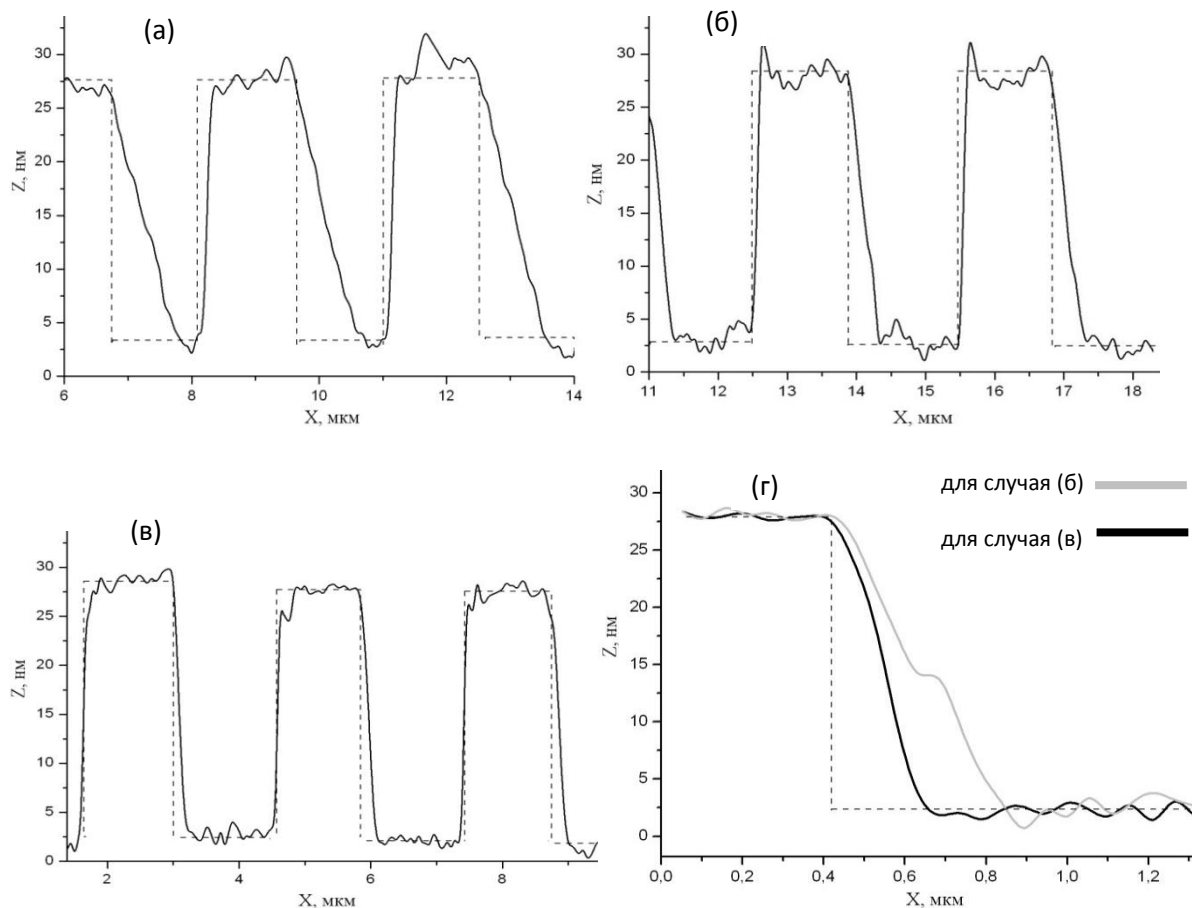 (а)
30
25
20
15
10
5
0
Z, нм
6 8 10 12 14
X, мкм
(б)
30
25
20
15
10
5
0
Z, нм
11 12 13 14 15 16 17 18
X, мкм
(в)
30
25
20
15
10
5
0
Z, нм
2 4 6 8
X, мкм
(г)
для случая (б)
для случая (в)
30
25
20
15
10
5
0
Z, нм
0,0 0,2 0,4 0,6 0,8 1,0 1,2
X, мкм